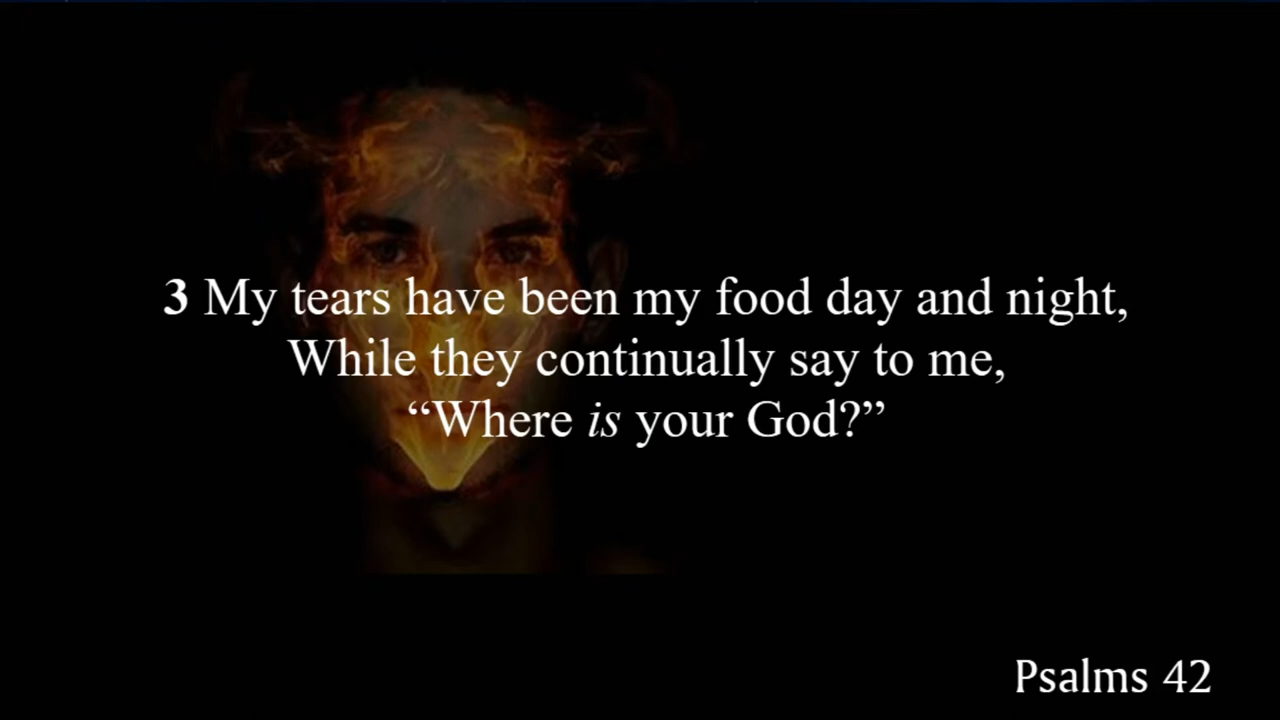 3 My tears have been my food day and night,
While they continually say to me,
“Where is your God?”
Psalms 42